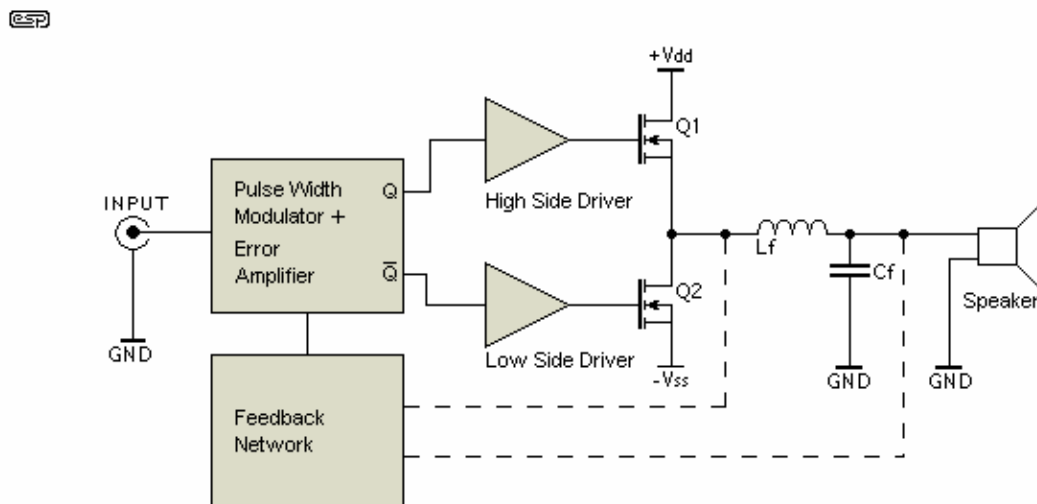 esp
+Vdd
Q1
Pulse Width
Modulator +
Error
Amplifier
Q
Q̅
High Side Driver
INPUT
GND
Lf
Cf
Q2
Speaker
Low Side Driver
-Vss
GND
GND
Feedback
Network